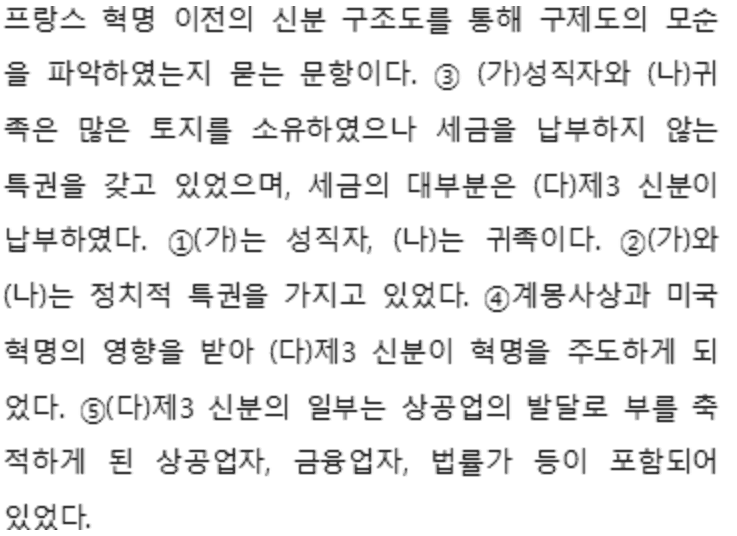 프랑스 혁명 이전의 신분 구조도를 통해 구제도의 모순
을 파악하였는지 묻는 문항이다. ③ (가)성직자와 (나)귀
족은 많은 토지를 소유하였으나 세금을 납부하지 않는
특권을 갖고 있었으며, 세금의 대부분은 (다)제3 신분이
납부하였다. ①(가)는 성직자, (나)는 귀족이다. ②(가)와
(나)는 정치적 특권을 가지고 있었다. ④계몽사상과 미국
혁명의 영향을 받아 (다)제3 신분이 혁명을 주도하게 되
었다. ⑤(다)제3 신분의 일부는 상공업의 발달로 부를 축
적하게 된 상공업자, 금융업자, 법률가 등이 포함되어
있었다.